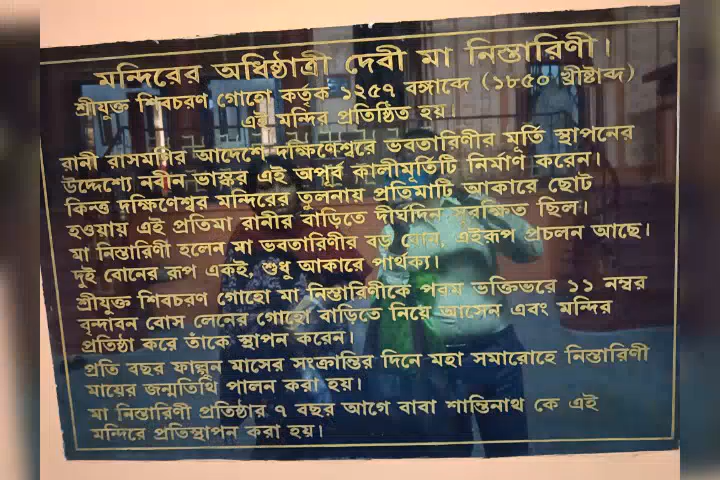 মন্দিরের অধিষ্ঠাত্রী দেবী মা নিস্তারিণী।
শ্রীযুক্ত শিবচরণ গোহো কর্তৃক ১২৫৭ বঙ্গাব্দে (১৮৫০ খ্রীষ্টাব্দ)
এই মন্দির প্রতিষ্ঠিত হয়।
রানী রাসমণির আদেশে দক্ষিণেশ্বরে ভবতারিণীর মূর্তি স্থাপনের
উদ্দেশ্যে নবীন ভাস্কর এই অপূর্ব কালীমূর্তিটি নির্মাণ করেন।
কিন্তু দক্ষিণেশ্বর মন্দিরের তুলনায় প্রতিমাটি আকারে ছোট
হওয়ায় এই প্রতিমা রানীর বাড়িতে দীর্ঘদিন সুরক্ষিত ছিল।
মা নিস্তারিণী হলেন মা ভবতারিণীর বড় বোন, এইরূপ প্রচলন আছে।
দুই বোনের রূপ একই, শুধু আকারে পার্থক্য।
শ্রীযুক্ত শিবচরণ গোহো মা নিস্তারিণীকে পরম ভক্তিভরে ১১ নম্বর
বৃন্দাবন বোস লেনের গোহো বাড়িতে নিয়ে আসেন এবং মন্দির
প্রতিষ্ঠা করে তাঁকে স্থাপন করেন।
প্রতি বছর ফাল্গুন মাসের সংক্রান্তির দিনে মহা সমারোহে নিস্তারিণী
মায়ের জন্মতিথি পালন করা হয়।
মা নিস্তারিণী প্রতিষ্ঠার ৭ বছর আগে বাবা শান্তিনাথ কে এই
মন্দিরে প্রতিস্থাপন করা হয়।